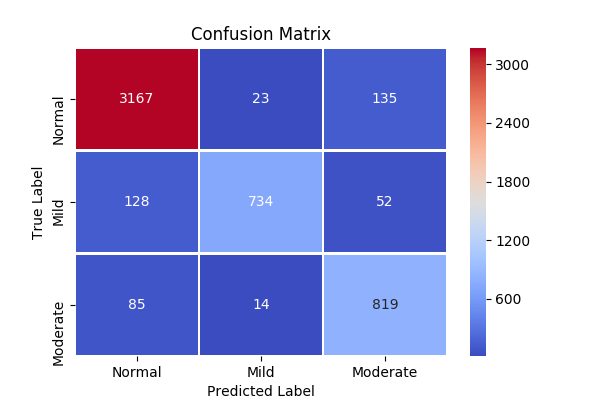 Confusion Matrix
True Label
Normal
3167 23 135
Mild
128 734 52
Moderate
85 14 819
Normal Mild Moderate
Predicted Label
3000
2400
1800
1200
600